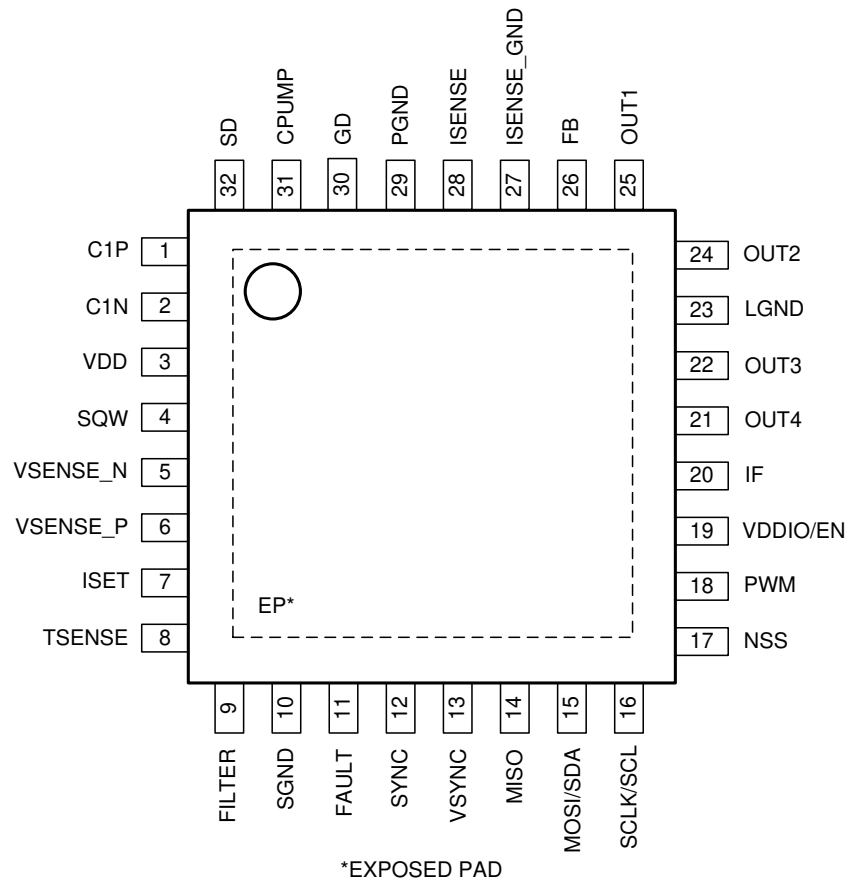 SD
CPUMP
GD
PGND
ISENSE
ISENSE_GND
FB
OUT1
32
31
30
29
28
27
26
25
C1P 1
C1N 2
VDD 3
SQW 4
VSENSE_N 5
VSENSE_P 6
ISET 7
TSENSE 8
24 OUT2
23 LGND
22 OUT3
21 OUT4
20 IF
19 VDDIO/EN
18 PWM
17 NSS
EP*
9
10
11
12
13
14
15
16
FILTER
SGND
FAULT
SYNC
VSYNC
MISO
MOSI/SDA
SCLK/SCL
*EXPOSED PAD